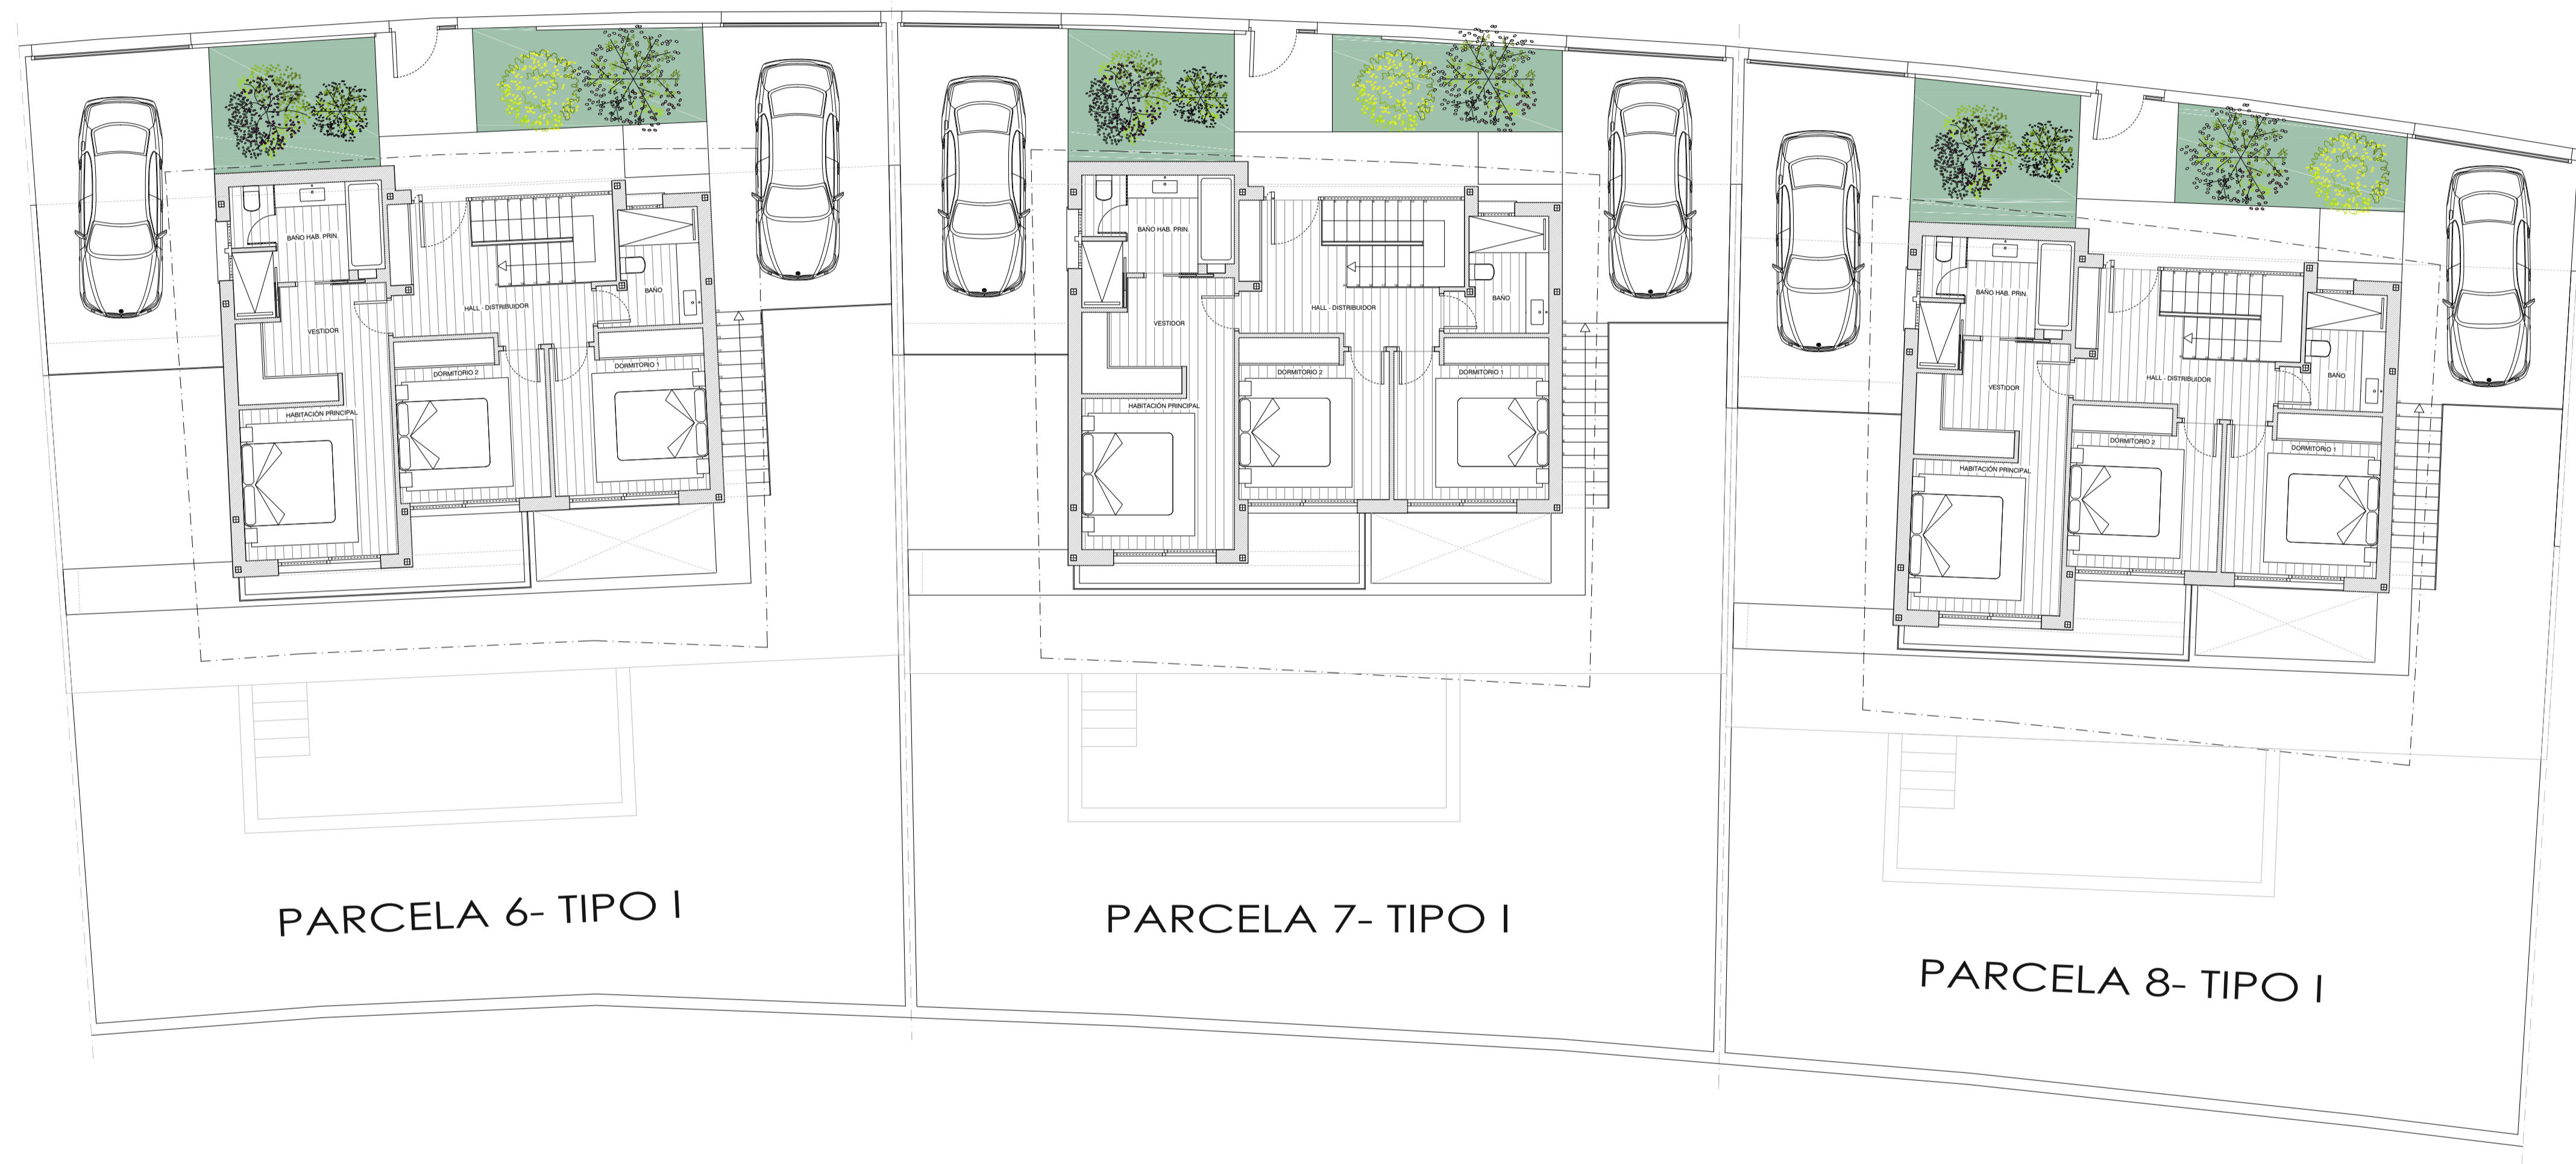 BAÑO HAB. PRIN.
HALL - DISTRIBUIDOR
BAÑO
VESTIDOR
DORMITORIO 2
DORMITORIO 1
HABITACIÓN PRINCIPAL
PARCELA 6- TIPO I
BAÑO HAB. PRIN.
HALL - DISTRIBUIDOR
BAÑO
VESTIDOR
DORMITORIO 2
DORMITORIO 1
HABITACIÓN PRINCIPAL
PARCELA 7- TIPO I
BAÑO HAB. PRIN.
HALL - DISTRIBUIDOR
BAÑO
VESTIDOR
DORMITORIO 2
DORMITORIO 1
HABITACIÓN PRINCIPAL
PARCELA 8- TIPO I